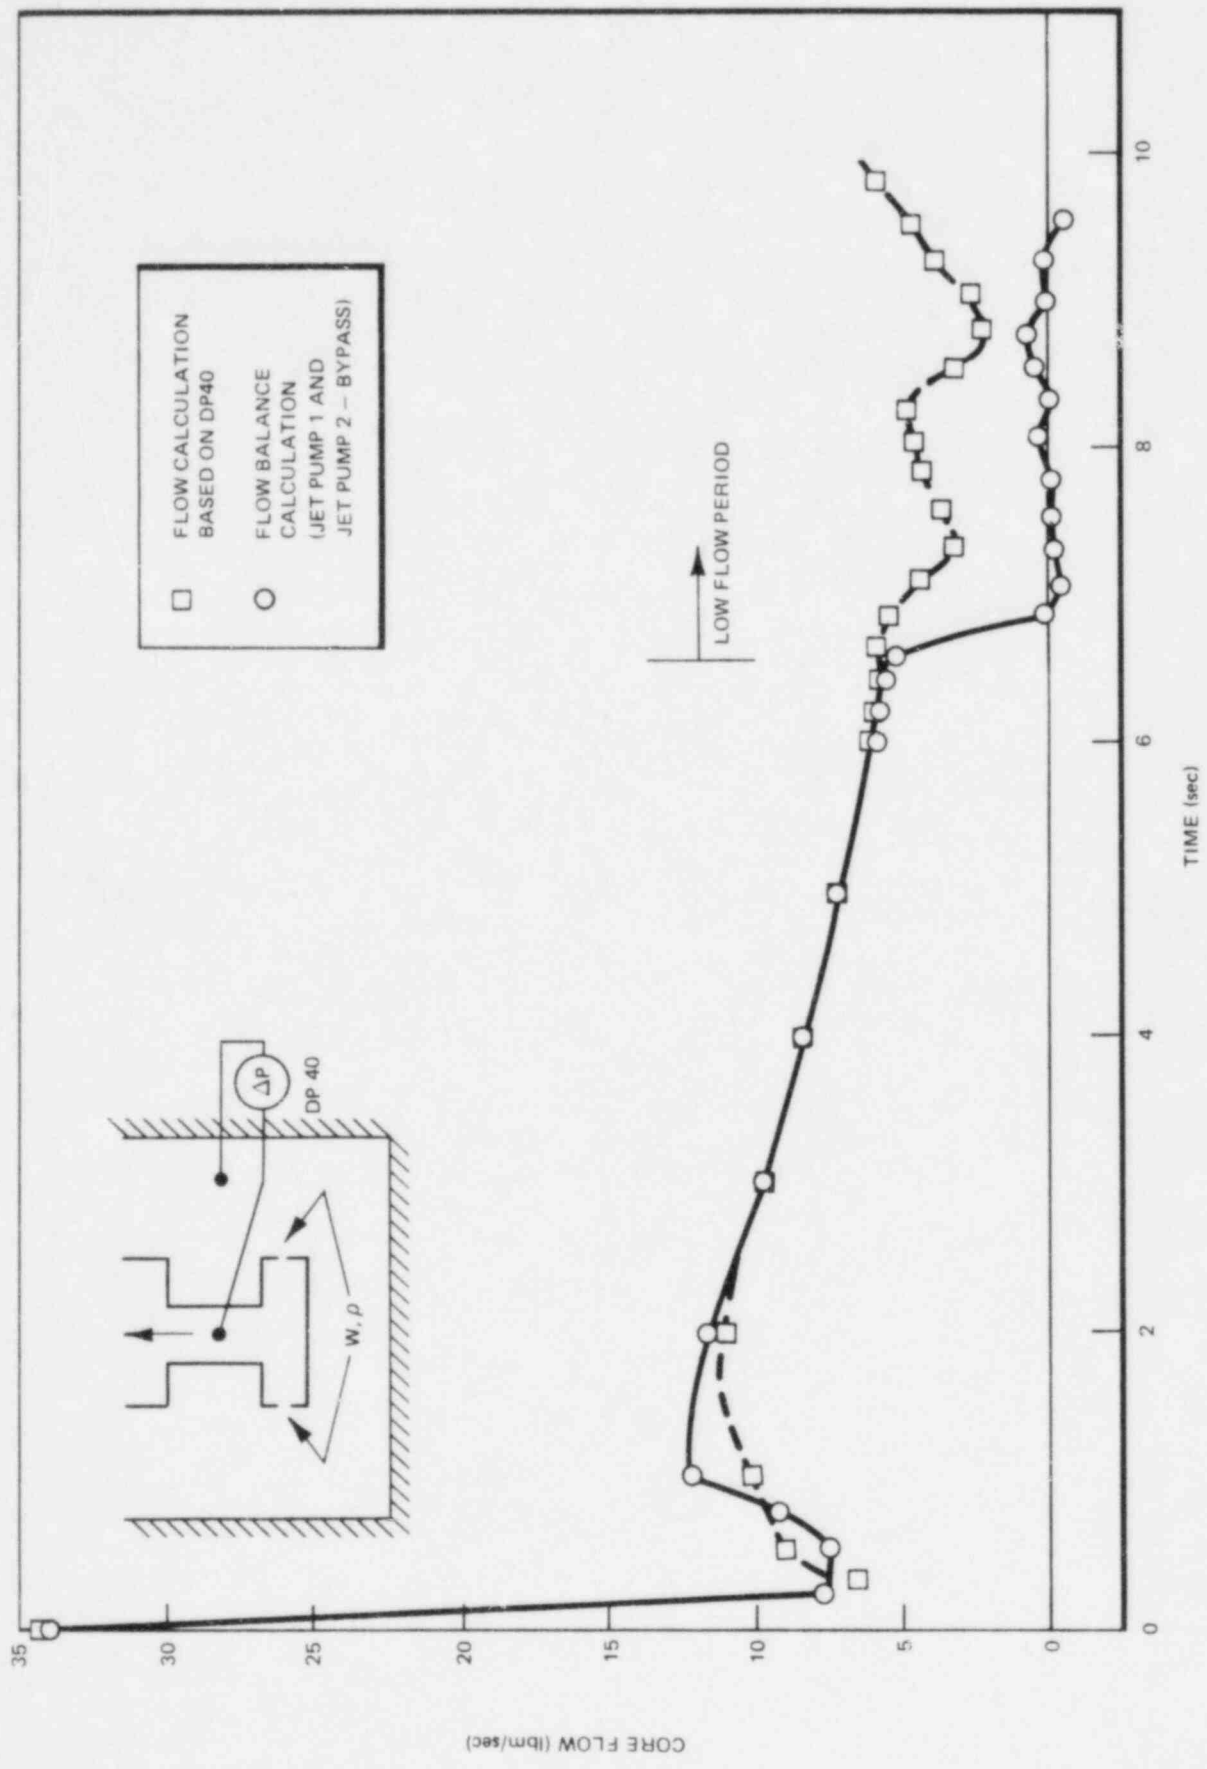 CORE FLOW (lbm/sec)
35
30
25
20
15
10
5
0
0
2
4
6
8
10
TIME (sec)
ΔP
DP 40
W, ρ
FLOW CALCULATION
BASED ON DP40
FLOW BALANCE
CALCULATION
(JET PUMP 1 AND
JET PUMP 2 – BYPASS)
LOW FLOW PERIOD